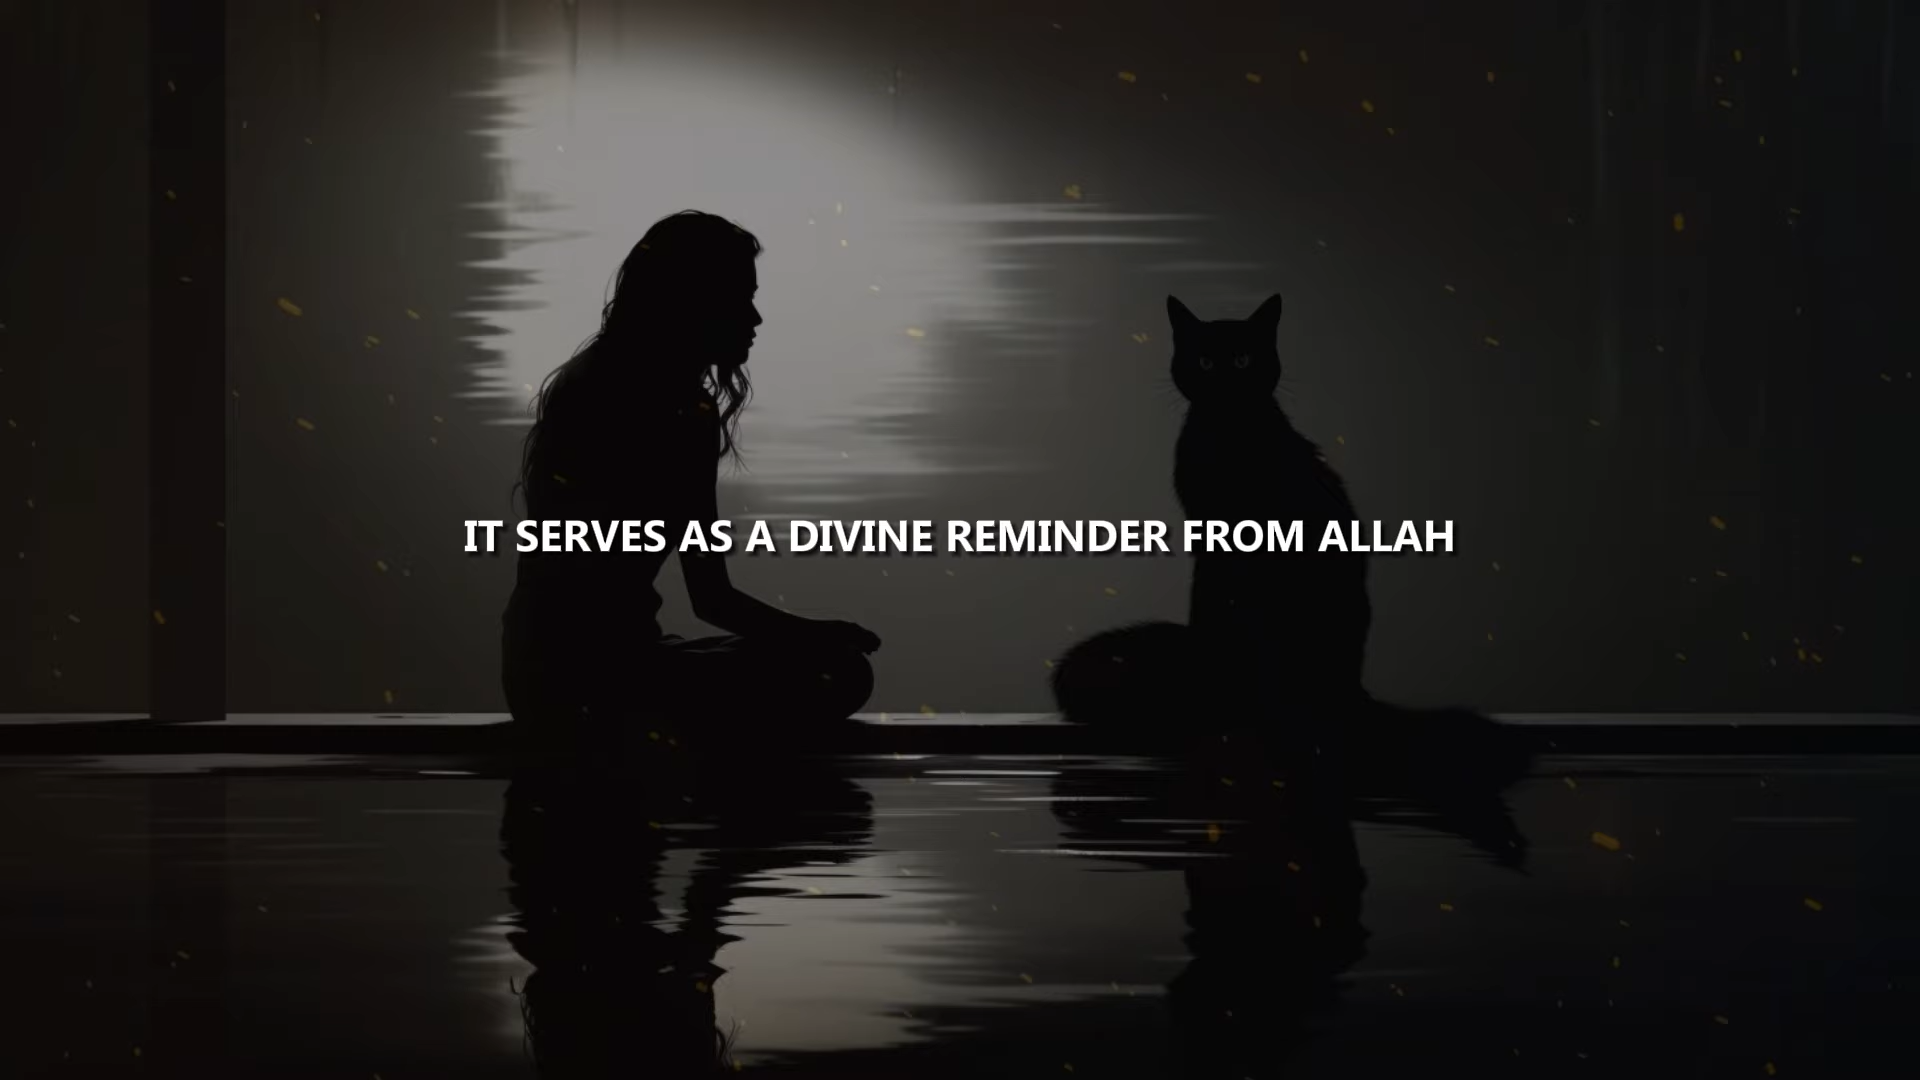 IT SERVES AS A DIVINE REMINDER FROM ALLAH